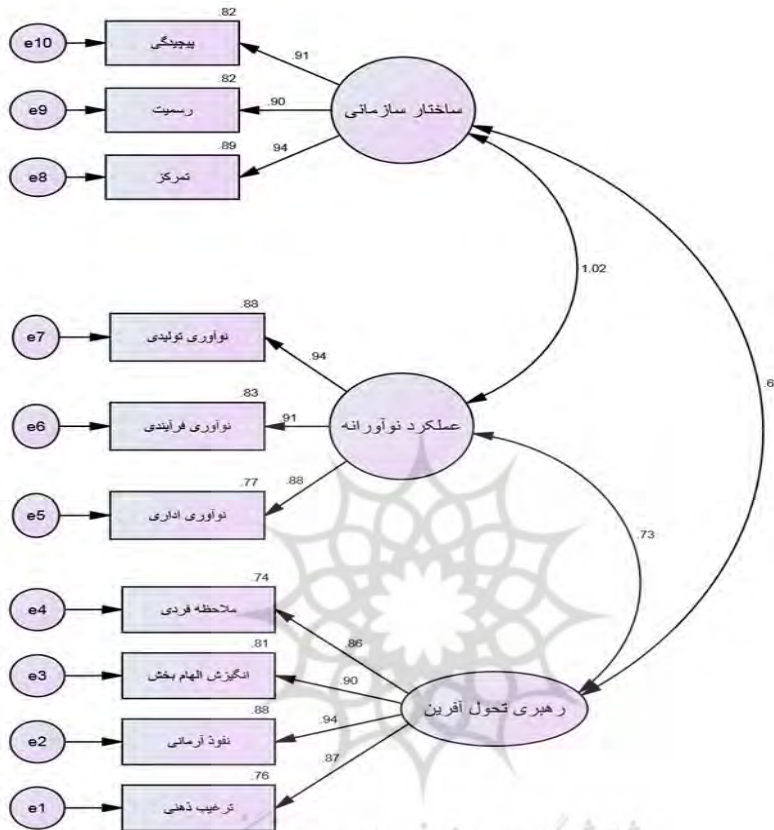 .82
e10
پیچیدگی
.91
.82
e9
رسمیت
.90
ساختار سازمانی
.89
e8
تمرکز
.94
1.02
.88
e7
نوآوری تولیدی
.94
.6
.83
e6
نوآوری فرآیندی
.91
عملکرد نوآورانه
.77
e5
نوآوری اداری
.88
.73
.74
e4
ملاحظه فردی
.86
.81
e3
انگیزش الهام بخش
.90
رهبری تحول آفرین
.88
e2
نفوذ آرمانی
.94
.76
e1
ترغیب ذهنی
.87